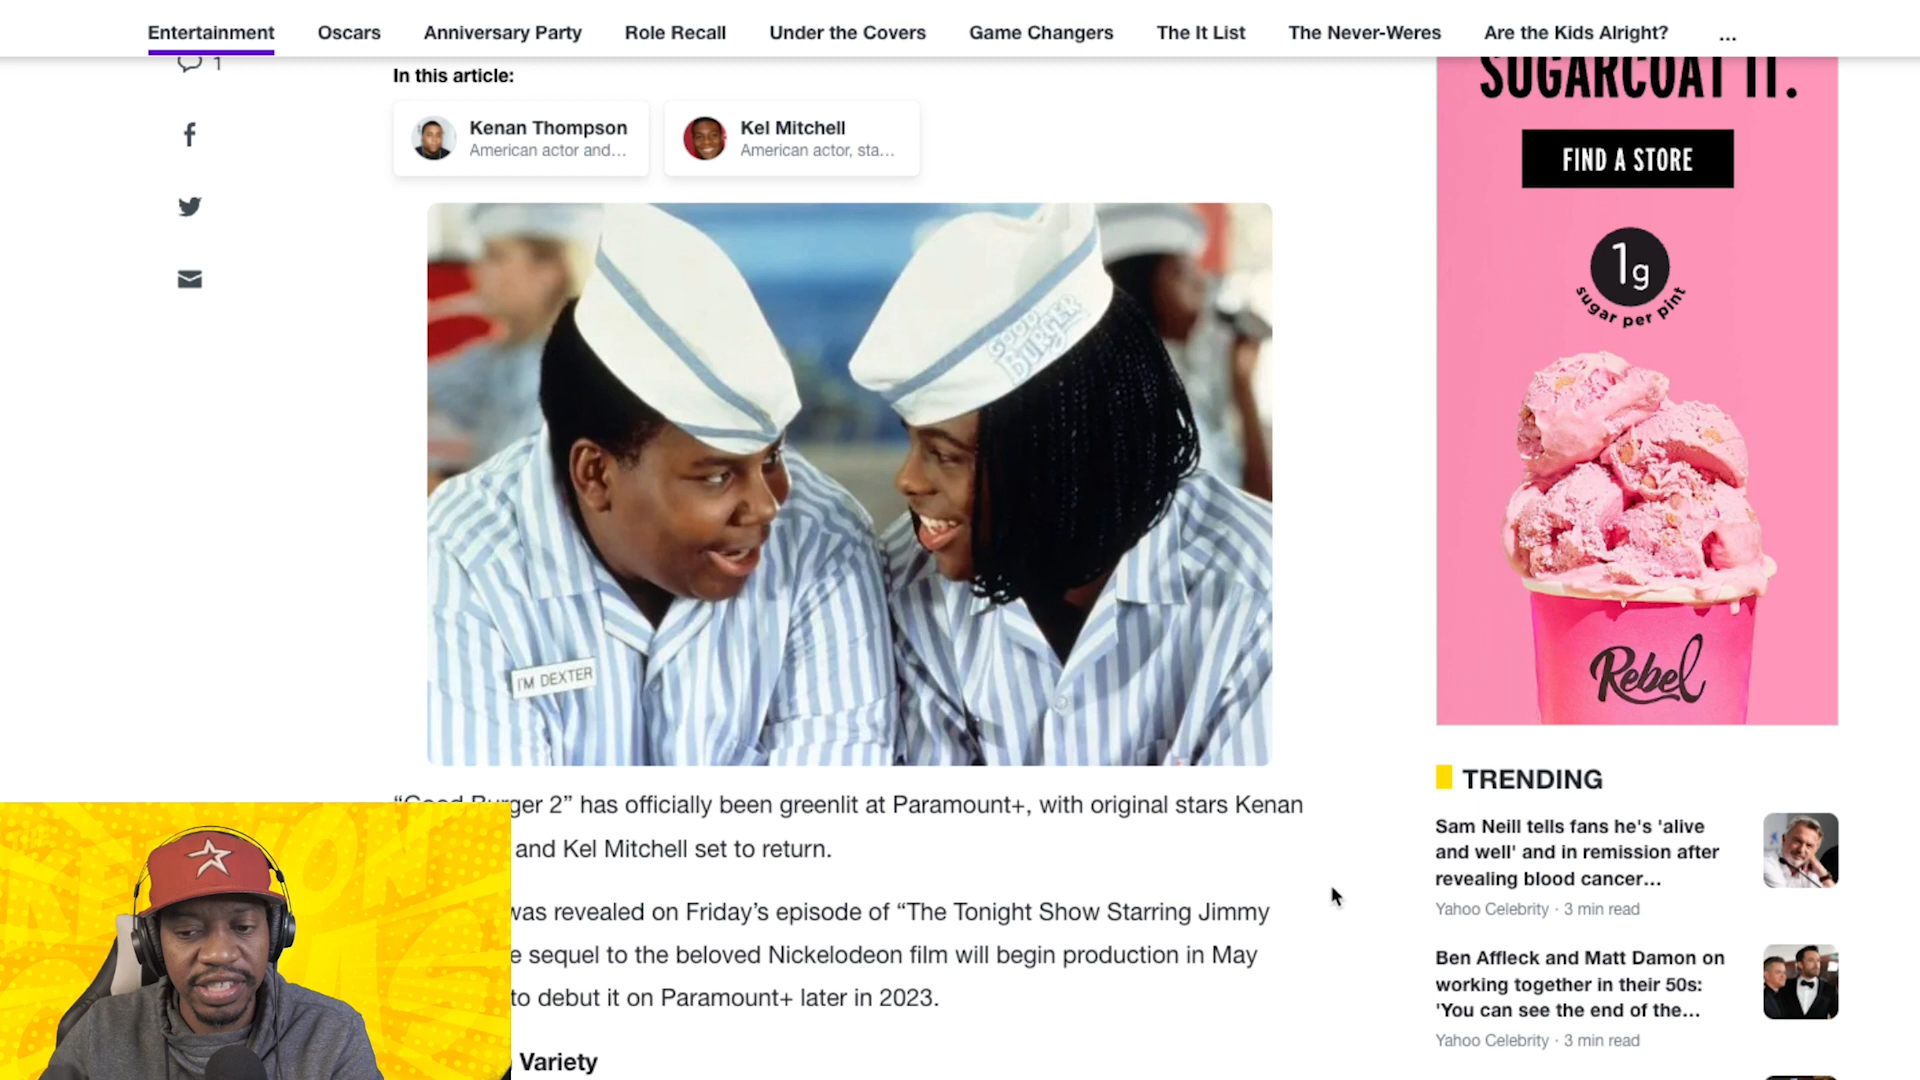 Entertainment Oscars Anniversary Party Role Recall Under the Covers Game Changers The It List The Never-Weres Are the Kids Alright? ...
1
In this article:
Kenan Thompson
American actor and...
Kel Mitchell
American actor, sta...
GOOD
BURGER
I'M DEXTER
Burger 2” has officially been greenlit at Paramount+, with original stars Kenan
and Kel Mitchell set to return.
was revealed on Friday’s episode of “The Tonight Show Starring Jimmy
sequel to the beloved Nickelodeon film will begin production in May
to debut it on Paramount+ later in 2023.
Variety
SUGARCOAT IT.
FIND A STORE
1g
sugar per pint
Rebel
TRENDING
Sam Neill tells fans he's 'alive
and well' and in remission after
revealing blood cancer...
Yahoo Celebrity · 3 min read
Ben Affleck and Matt Damon on
working together in their 50s:
'You can see the end of the...
Yahoo Celebrity · 3 min read